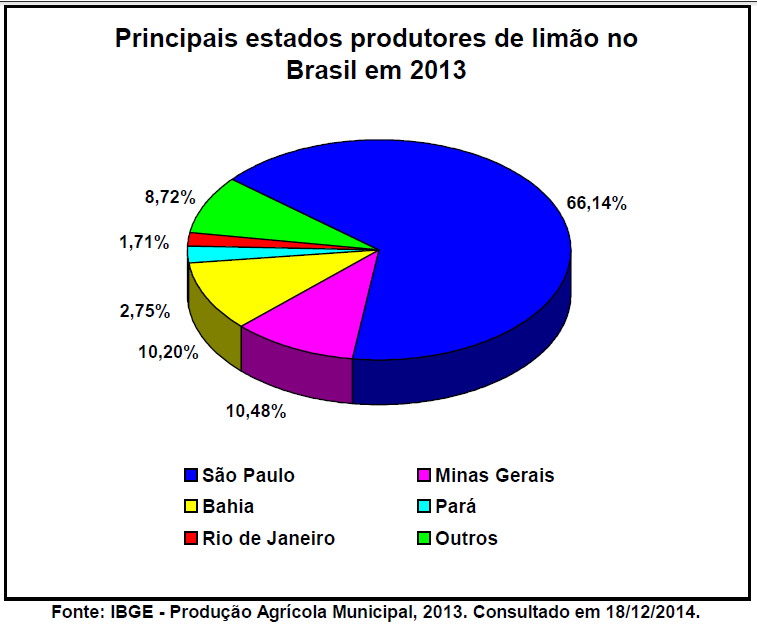 Principais estados produtores de limão no
Brasil em 2013
8,72%
66,14%
1,71%
2,75%
10,20%
10,48%
São Paulo
Minas Gerais
Bahia
Pará
Rio de Janeiro
Outros
Fonte: IBGE - Produção Agrícola Municipal, 2013. Consultado em 18/12/2014.